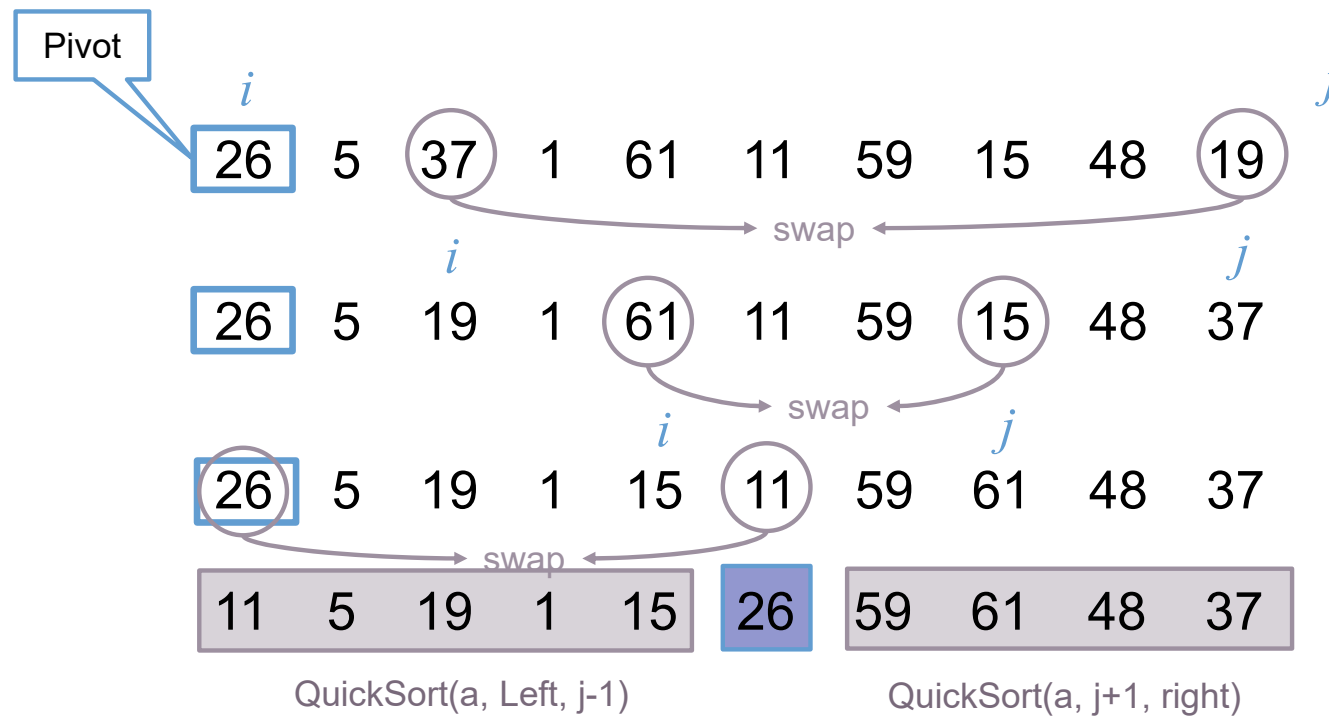 Pivot
i j
26 5 37 1 61 11 59 15 48 19
swap
i j
26 5 19 1 61 11 59 15 48 37
swap
i j
26 5 19 1 15 11 59 61 48 37
swap
11 5 19 1 15 26 59 61 48 37
QuickSort(a, Left, j-1) QuickSort(a, j+1, right)